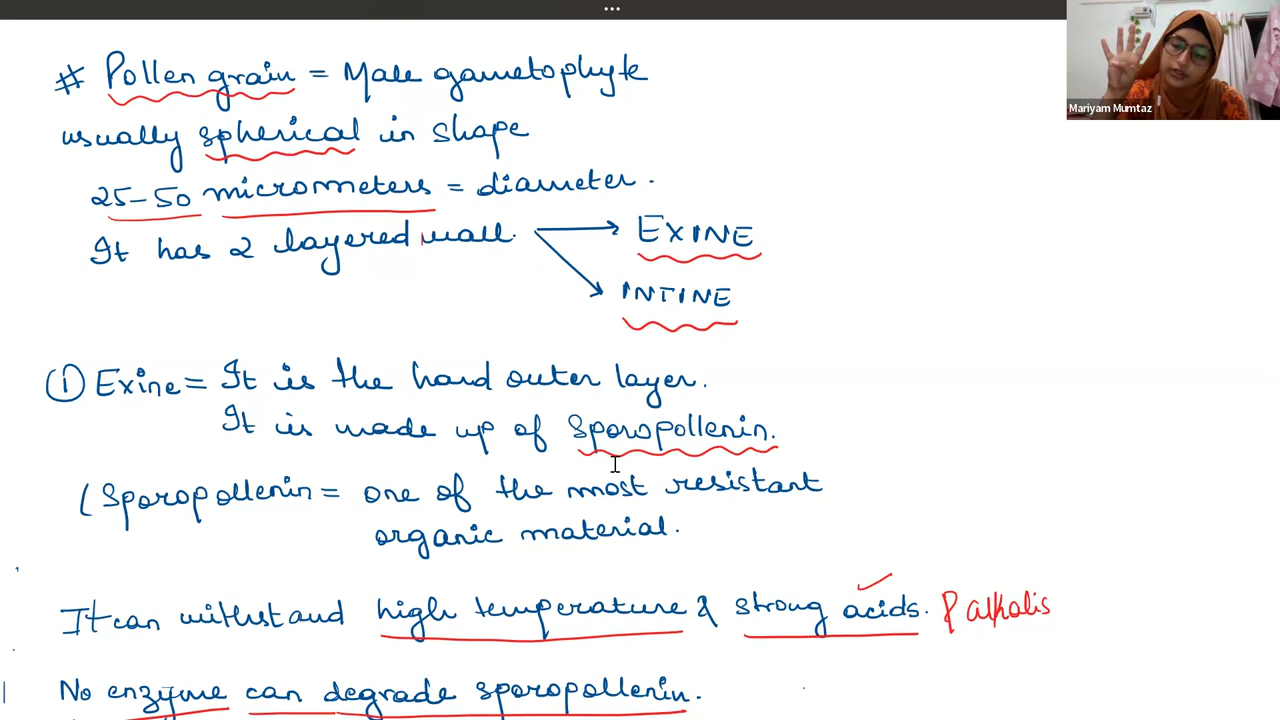 ...
Mariyam Mumtaz
# Pollen grain = Male gametophyte
usually spherical in shape
25-50 micrometers = diameter.
It has 2 layered wall. EXINE
INTINE
① Exine = It is the hard outer layer.
It is made up of Sporopollenin.
(Sporopollenin = one of the most resistant
organic material.
It can withstand high temperature & strong acids. & alkalis
No enzyme can degrade sporopollenin.